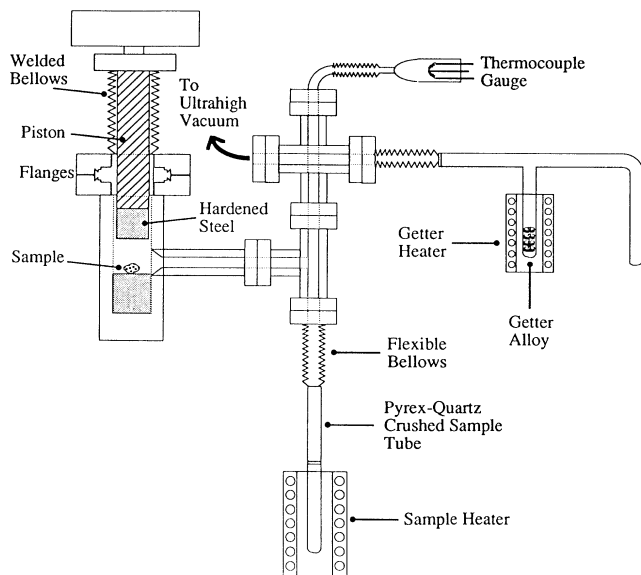 Welded
Bellows
Piston
Flanges
Sample
To
Ultrahigh
Vacuum
Hardened
Steel
Thermocouple
Gauge
Getter
Heater
Getter
Alloy
Flexible
Bellows
Pyrex-Quartz
Crushed Sample
Tube
Sample Heater